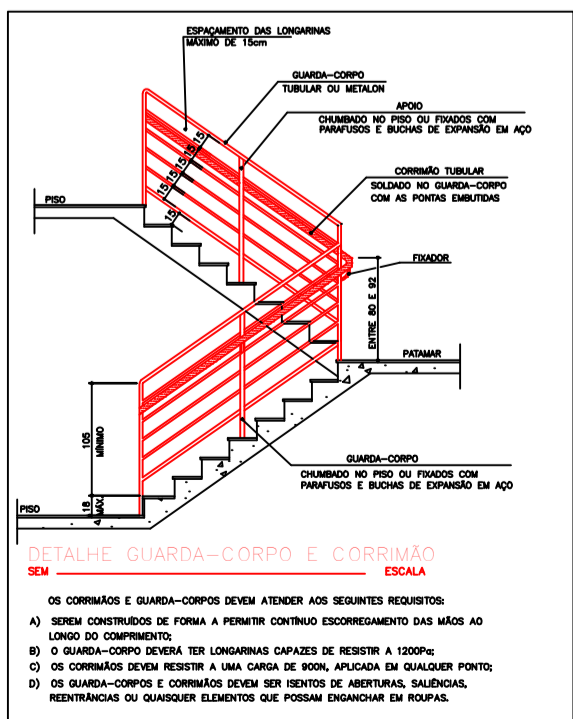 ESPAÇAMENTO DAS LONGARINAS
MÁXIMO DE 15cm
GUARDA-CORPO
TUBULAR OU METALON
APOIO
CHUMBADO NO PISO OU FIXADOS COM
PARAFUSOS E BUCHAS DE EXPANSÃO EM AÇO
15
15
15
15
15
15
CORRIMÃO TUBULAR
SOLDADO NO GUARDA-CORPO
COM AS PONTAS EMBUTIDAS
PISO
FIXADOR
ENTRE 80 E 92
PATAMAR
105
MÍNIMO
GUARDA-CORPO
CHUMBADO NO PISO OU FIXADOS COM
PARAFUSOS E BUCHAS DE EXPANSÃO EM AÇO
18
MÁX.
PISO
DETALHE GUARDA-CORPO E CORRIMÃO
SEM ESCALA
OS CORRIMÃOS E GUARDA-CORPOS DEVEM ATENDER AOS SEGUINTES REQUISITOS:
A) SEREM CONSTRUÍDOS DE FORMA A PERMITIR CONTÍNUO ESCORREGAMENTO DAS MÃOS AO
LONGO DO COMPRIMENTO;
B) O GUARDA-CORPO DEVERÁ TER LONGARINAS CAPAZES DE RESISTIR A 1200Pa;
C) OS CORRIMÃOS DEVEM RESISTIR A UMA CARGA DE 900N, APLICADA EM QUALQUER PONTO;
D) OS GUARDA-CORPOS E CORRIMÃOS DEVEM SER ISENTOS DE ABERTURAS, SALIÊNCIAS,
REENTRÂNCIAS OU QUAISQUER ELEMENTOS QUE POSSAM ENGANCHAR EM ROUPAS.